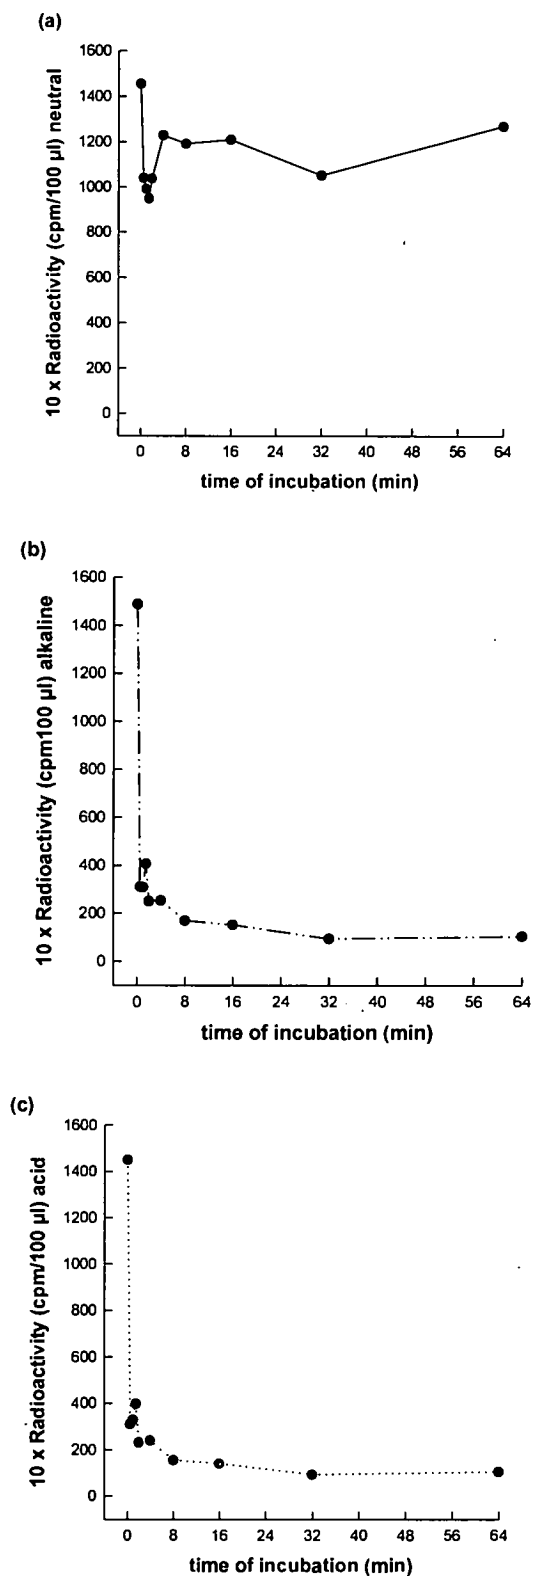 (a)
10 x Radioactivity (cpm/100 µl) neutral
1600
1400
1200
1000
800
600
400
200
0
0 8 16 24 32 40 48 56 64
time of incubation (min)
(b)
10 x Radioactivity (cpm100 µl) alkaline
1600
1400
1200
1000
800
600
400
200
0
0 8 16 24 32 40 48 56 64
time of incubation (min)
(c)
10 x Radioactivity (cpm/100 µl) acid
1600
1400
1200
1000
800
600
400
200
0
0 8 16 24 32 40 48 56 64
time of incubation (min)